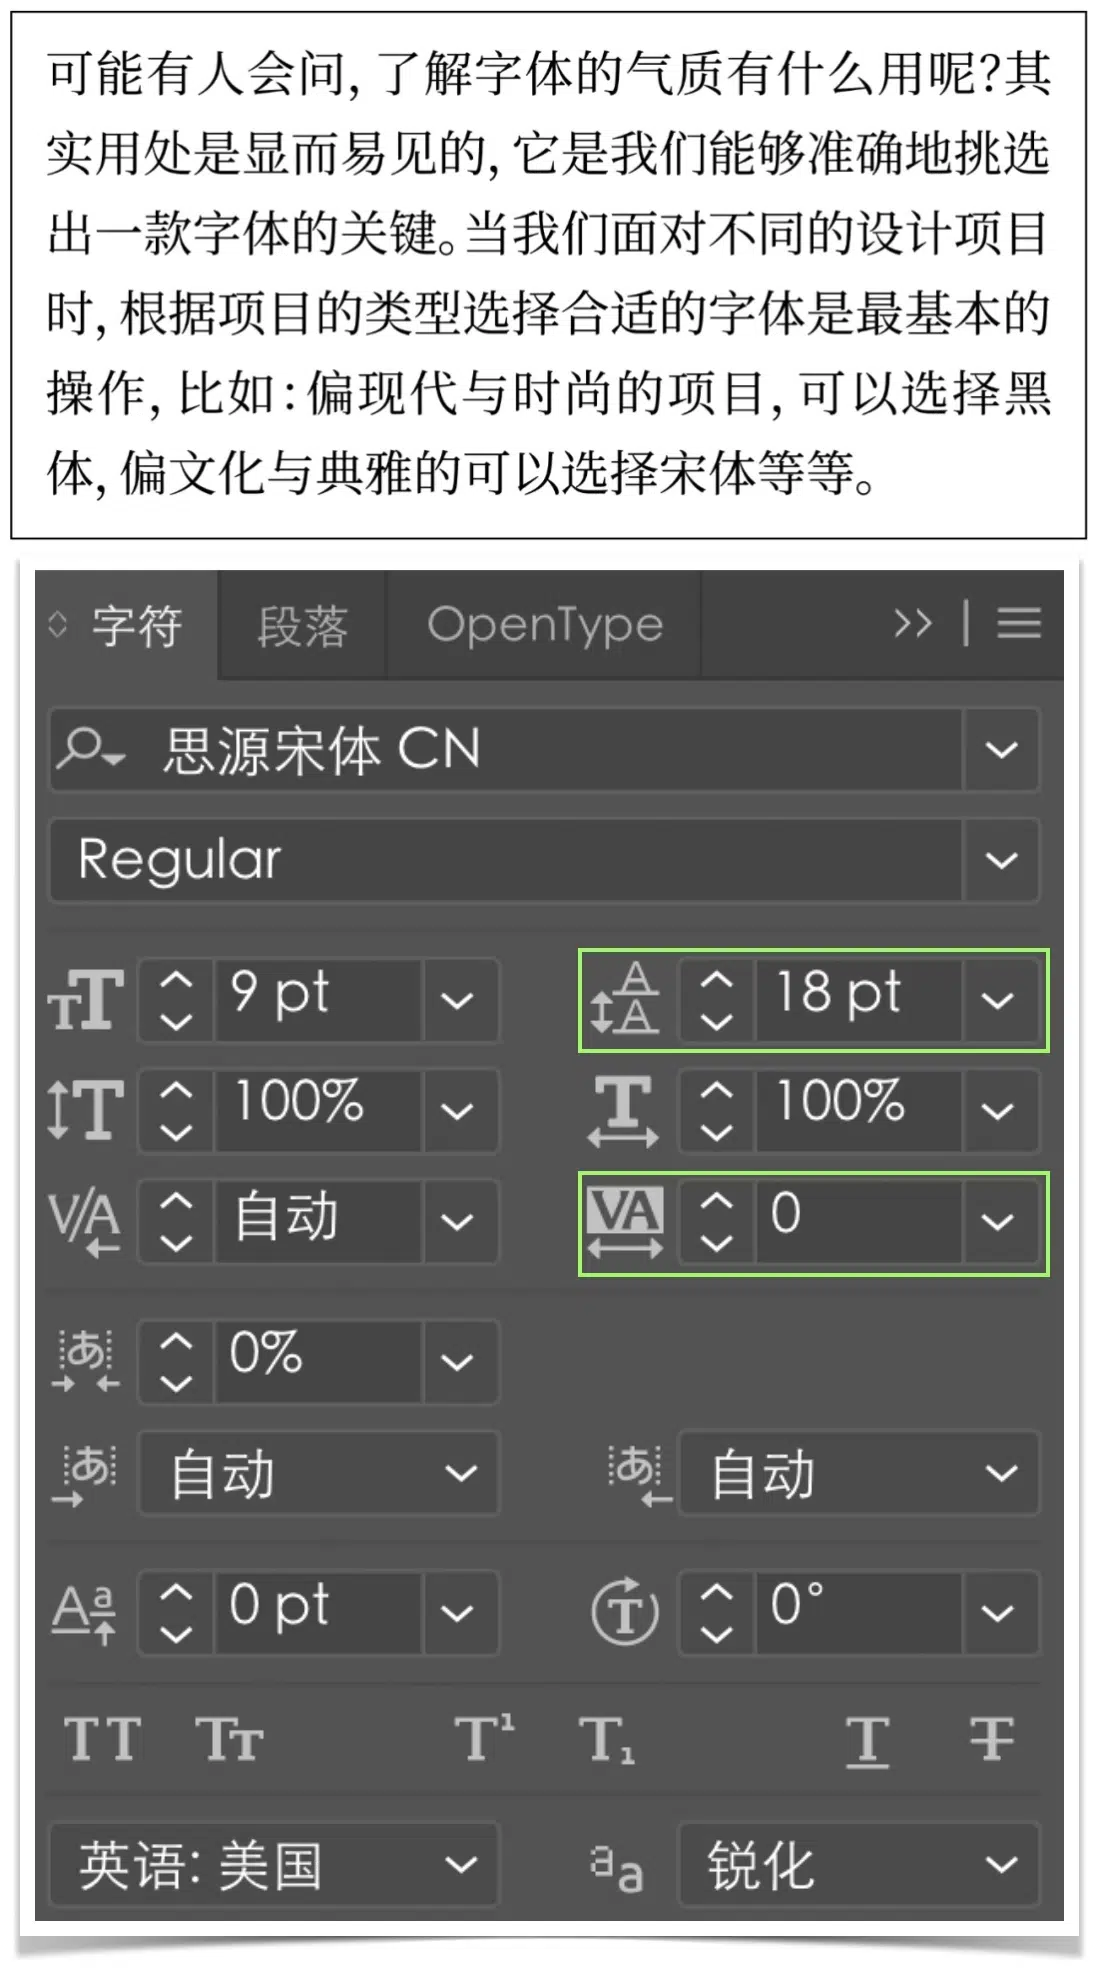 可能有人会问，了解字体的气质有什么用呢？其
实用处是显而易见的，它是我们能够准确地挑选
出一款字体的关键。当我们面对不同的设计项目
时，根据项目的类型选择合适的字体是最基本的
操作，比如：偏现代与时尚的项目，可以选择黑
体，偏文化与典雅的可以选择宋体等等。
字符 段落 OpenType
思源宋体 CN
Regular
9 pt 18 pt
100% 100%
自动 0
0%
自动 自动
0 pt 0°
英语: 美国 锐化